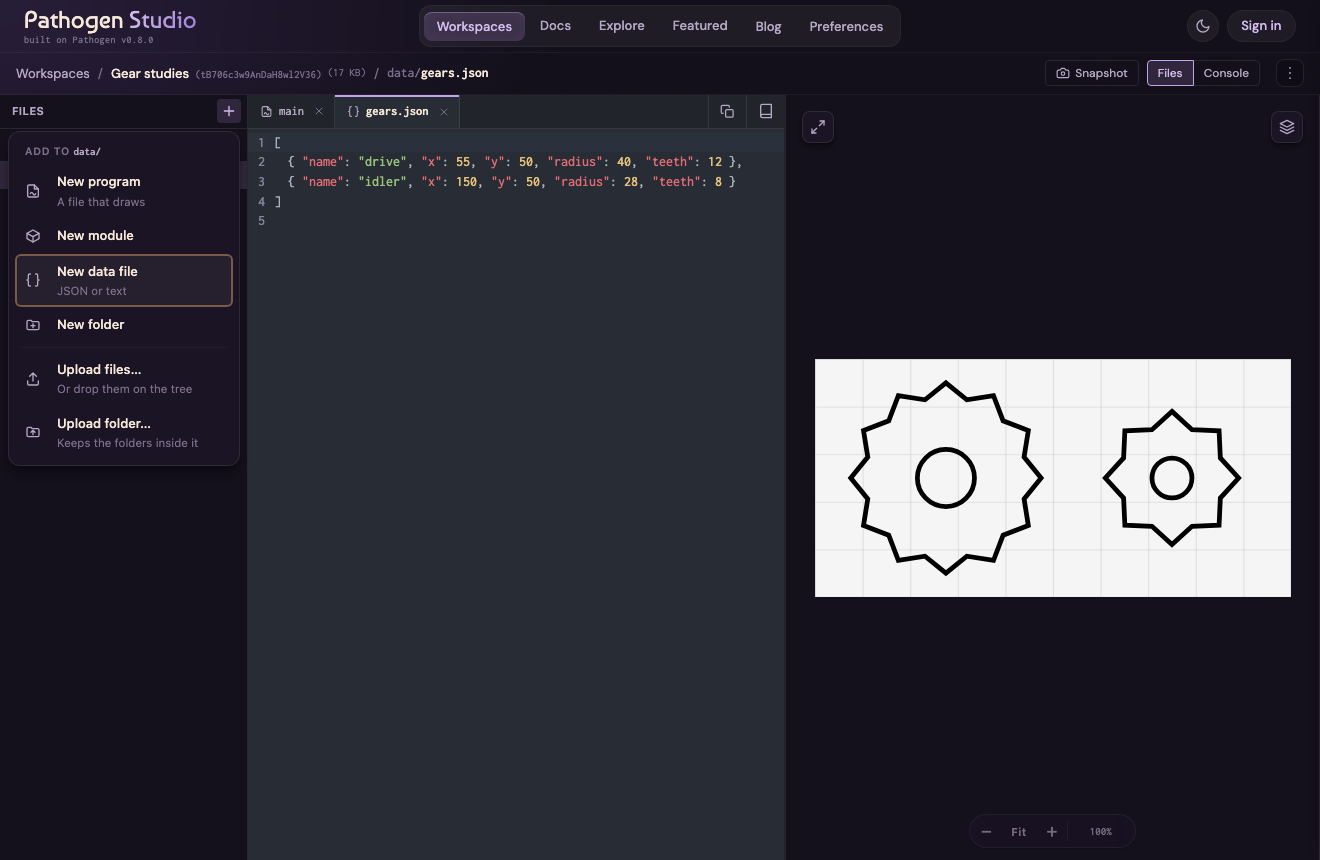 Pathogen Studio
built on Pathogen v0.8.0
Workspaces Docs Explore Featured Blog Preferences
Sign in
Workspaces / Gear studies (tB706c3w9AnDaH8wl2V36) (17 KB) / data/gears.json
Snapshot Files Console
FILES
main
{} gears.json
ADD TO data/
New program
A file that draws
New module
New data file
JSON or text
New folder
Upload files...
Or drop them on the tree
Upload folder...
Keeps the folders inside it
1 [
2 { "name": "drive", "x": 55, "y": 50, "radius": 40, "teeth": 12 },
3 { "name": "idler", "x": 150, "y": 50, "radius": 28, "teeth": 8 }
4 ]
5
Fit
100%